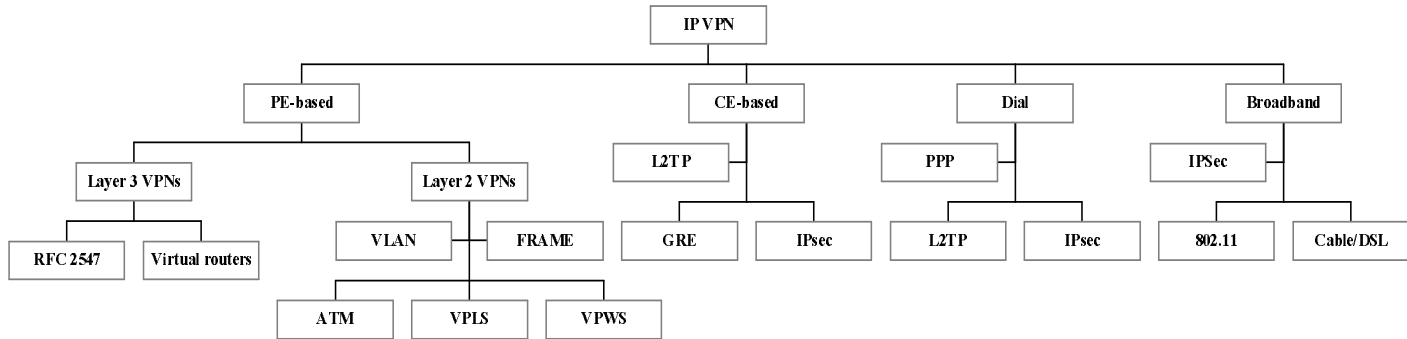 IP VPN
PE-based
CE-based
Dial
Broadband
L2TP
PPP
IPSec
Layer 3 VPNs
Layer 2 VPNs
VLAN
FRAME
GRE
IPsec
L2TP
IPsec
802.11
Cable/DSL
RFC 2547
Virtual routers
ATM
VPLS
VPWS